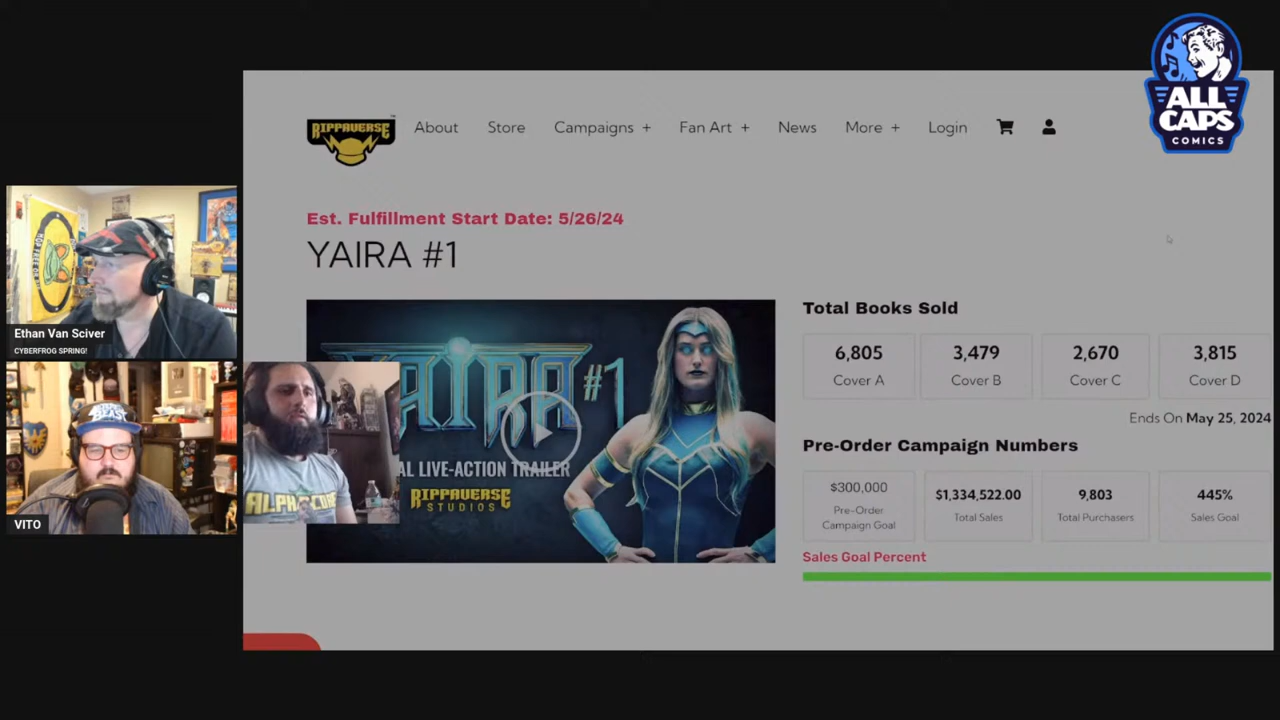 ALL
CAPS
COMICS
RIPPAVERSE
About
Store
Campaigns +
Fan Art +
News
More +
Login
Est. Fulfillment Start Date: 5/26/24
YAIRA #1
Total Books Sold
6,805
Cover A
3,479
Cover B
2,670
Cover C
3,815
Cover D
Ends On May 25, 2024
Pre-Order Campaign Numbers
$300,000
Pre-Order
Campaign Goal
$1,334,522.00
Total Sales
9,803
Total Purchasers
445%
Sales Goal
Sales Goal Percent
YAIRA #1
AL LIVE-ACTION TRAILER
RIPPAVERSE
STUDIOS
Ethan Van Sciver
CYBERFROG SPRING!
VITO
ALPHA CORE